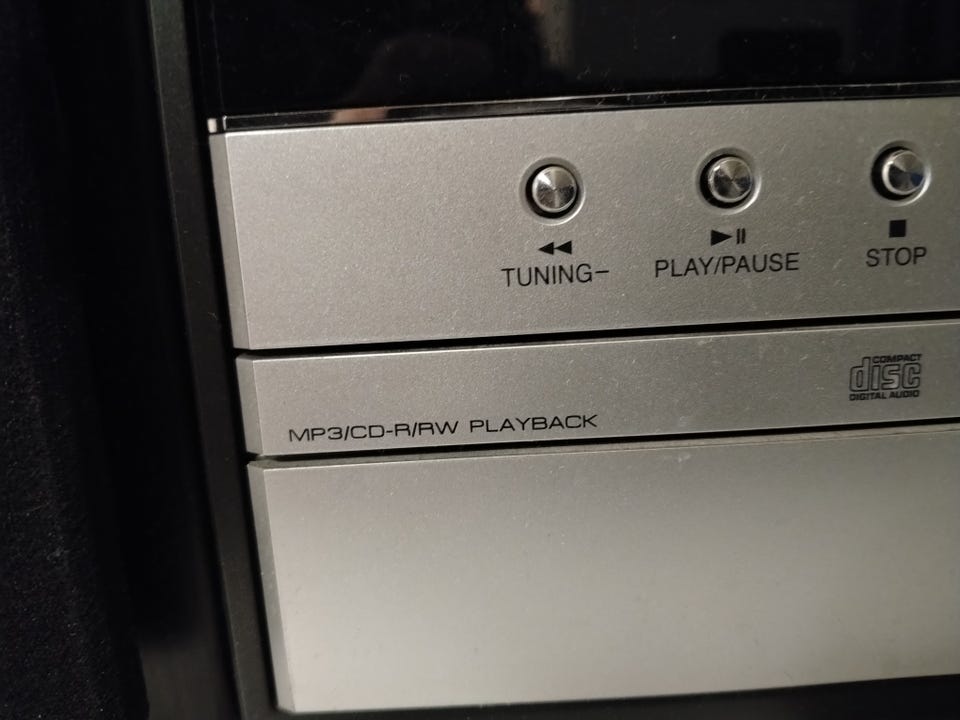 TUNING− PLAY/PAUSE STOP
COMPACT
disc
DIGITAL AUDIO
MP3/CD-R/RW PLAYBACK